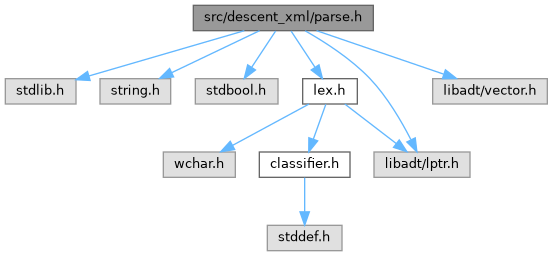 src/descent_xml/parse.h
stdlib.h
string.h
stdbool.h
lex.h
libadt/vector.h
wchar.h
classifier.h
libadt/lptr.h
stddef.h